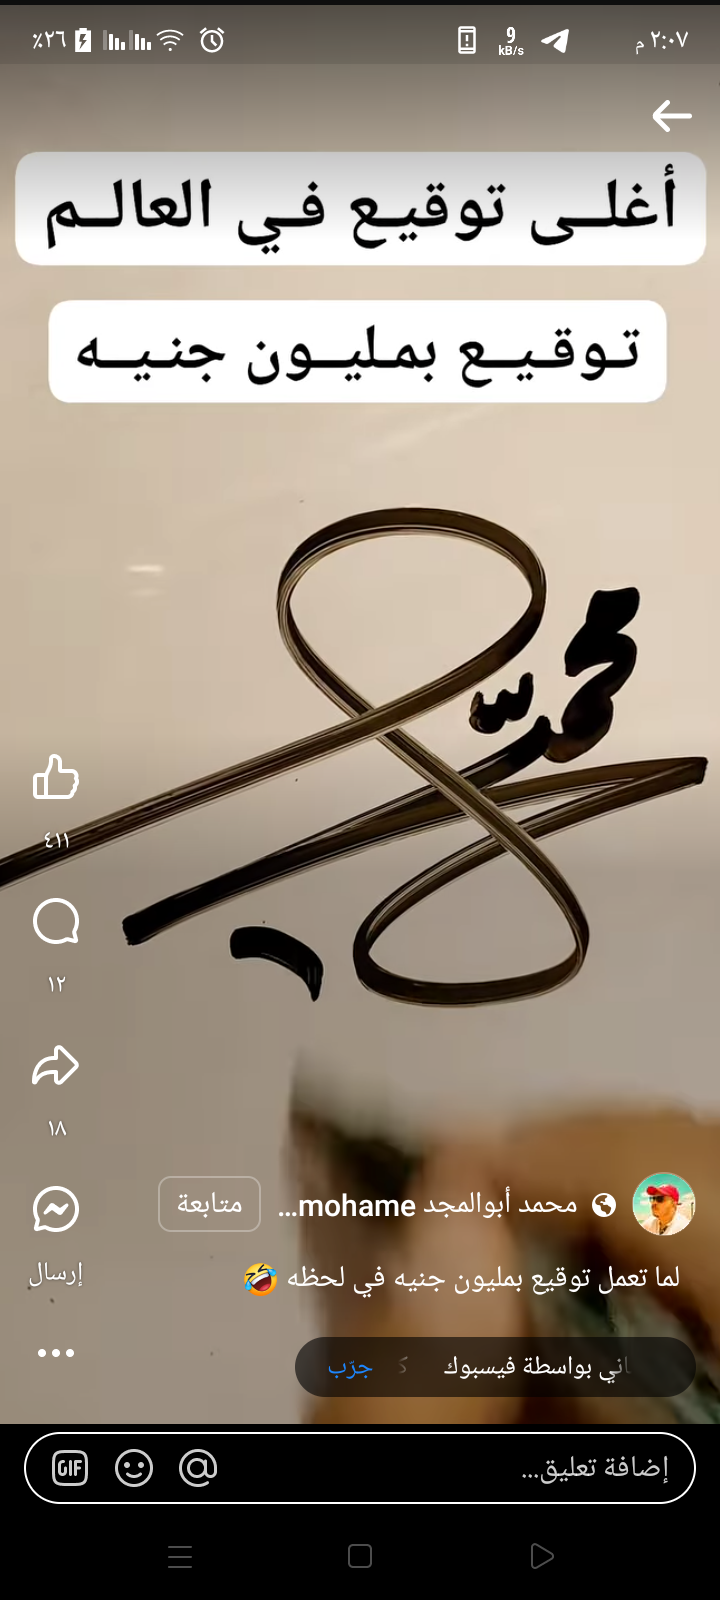 ٢:٠٧ م
9 kB/s
٪٢٦
أغلى توقيع في العالم
توقيع بمليون جنيه
محمد
٤١١
١٢
١٨
محمد أبوالمجد mohame...
متابعة
إرسال
لما تعمل توقيع بمليون جنيه في لحظه 🤣
اني بواسطة فيسبوك
جرّب
إضافة تعليق...
GIF